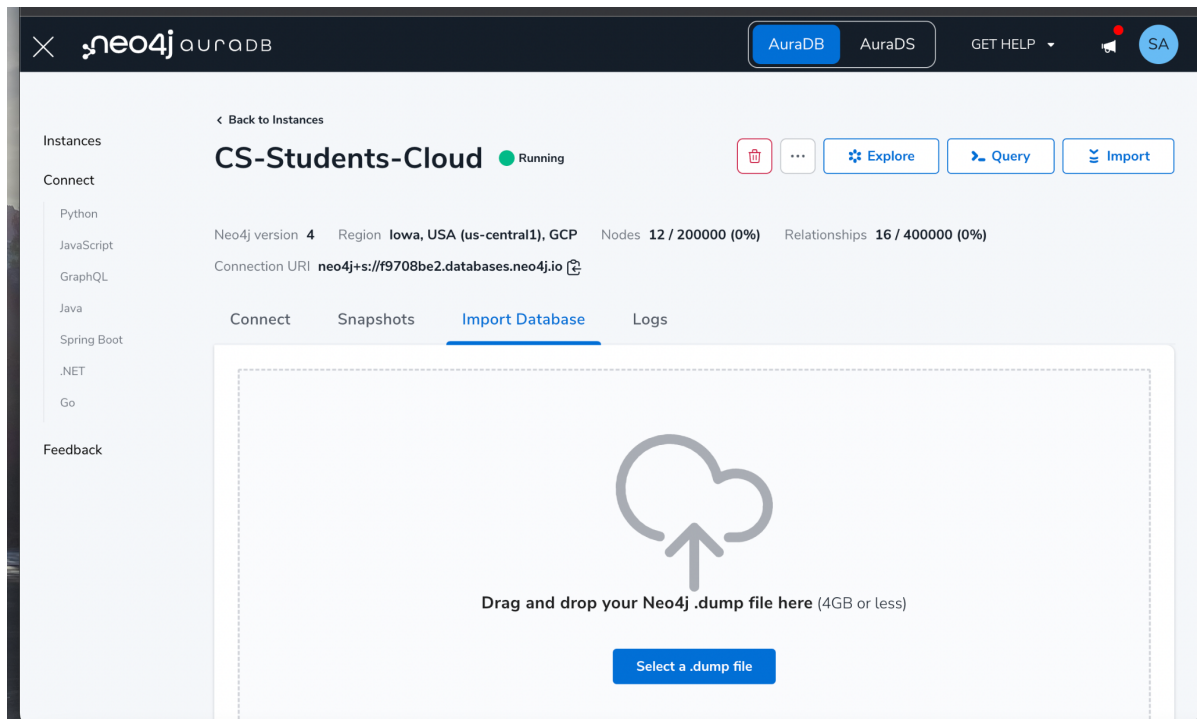 neo4j auraDB AuraDB AuraDS GET HELP SA
Back to Instances
Instances
CS-Students-Cloud Running Explore Query Import
Connect
Python
JavaScript
GraphQL
Java
Spring Boot
.NET
Go
Feedback
Neo4j version 4 Region Iowa, USA (us-central1), GCP Nodes 12 / 200000 (0%) Relationships 16 / 400000 (0%)
Connection URI neo4j+s://f9708be2.databases.neo4j.io
Connect Snapshots Import Database Logs
Drag and drop your Neo4j .dump file here (4GB or less)
Select a .dump file